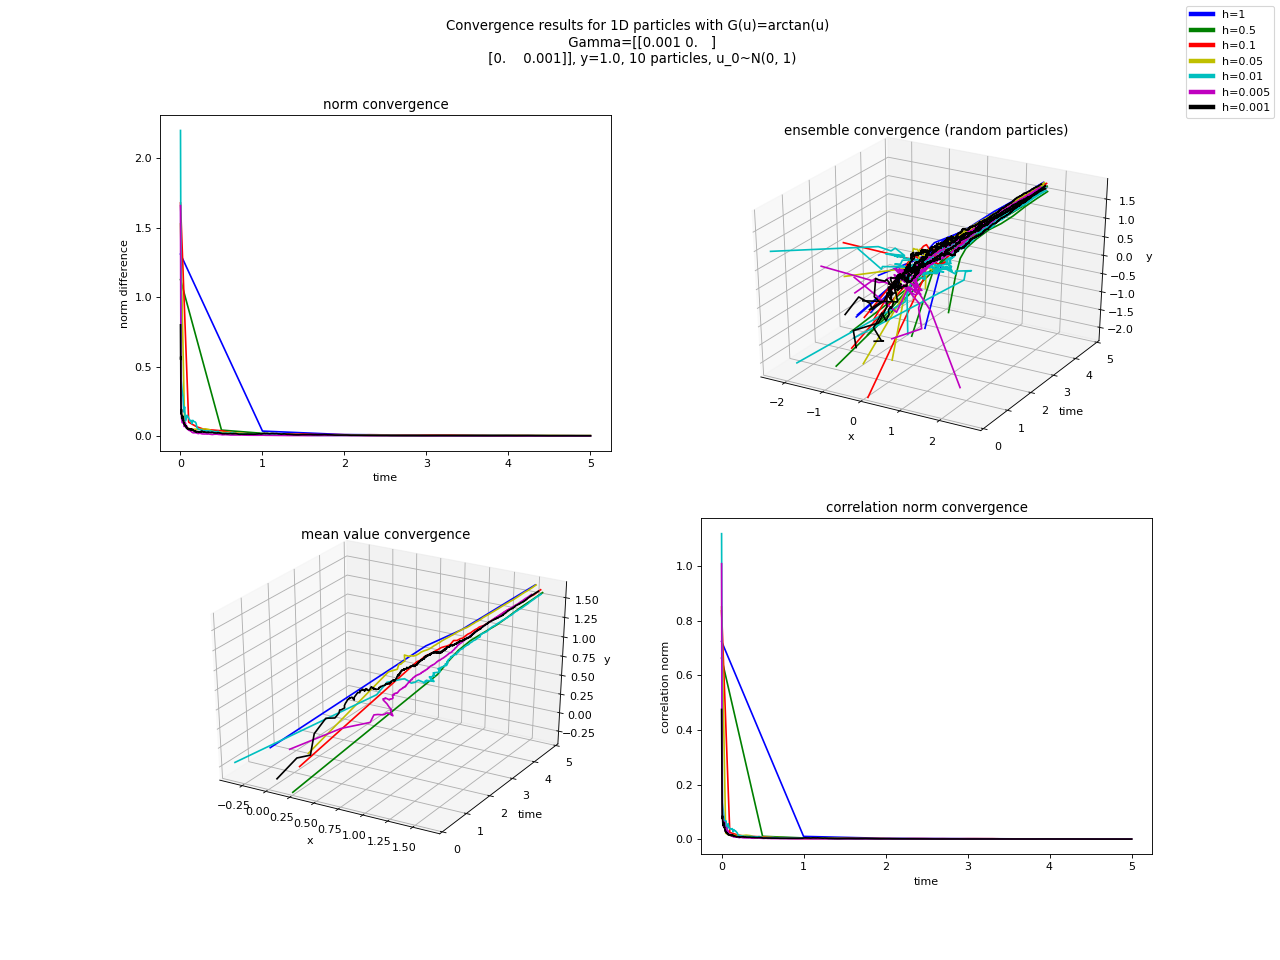 Convergence results for 1D particles with G(u)=arctan(u)
Gamma=[[0.001 0.   ]
[0.    0.001]], y=1.0, 10 particles, u_0~N(0, 1)
h=1
h=0.5
h=0.1
h=0.05
h=0.01
h=0.005
h=0.001
norm convergence
norm difference
2.0
1.5
1.0
0.5
0.0
0 1 2 3 4 5
time
ensemble convergence (random particles)
1.5
1.0
0.5
0.0
−0.5
−1.0
−1.5
−2.0
y
−2 −1 0 1 2
x
0 1 2 3 4 5
time
mean value convergence
1.50
1.25
1.00
0.75
0.50
0.25
0.00
−0.25
y
−0.25 0.00 0.25 0.50 0.75 1.00 1.25 1.50
x
0 1 2 3 4 5
time
correlation norm convergence
correlation norm
1.0
0.8
0.6
0.4
0.2
0.0
0 1 2 3 4 5
time